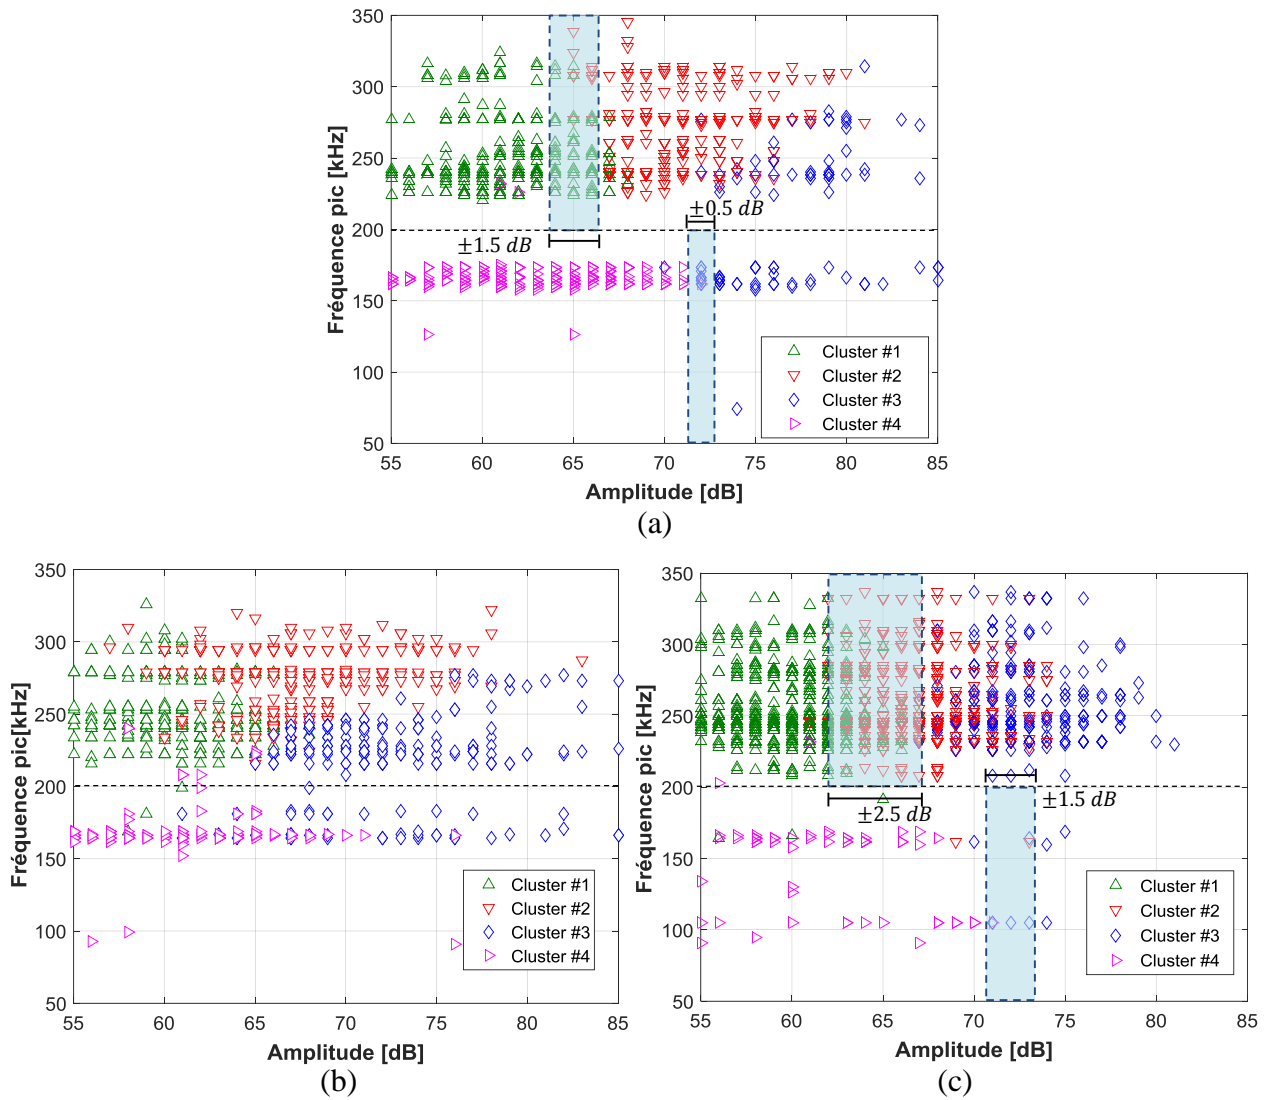 350
300
250
200
150
100
50
Fréquence pic [kHz]
±1.5 dB
±0.5 dB
Cluster #1
Cluster #2
Cluster #3
Cluster #4
55 60 65 70 75 80 85
Amplitude [dB]
(a)
350
300
250
200
150
100
50
Fréquence pic[kHz]
Cluster #1
Cluster #2
Cluster #3
Cluster #4
55 60 65 70 75 80 85
Amplitude [dB]
(b)
350
300
250
200
150
100
50
Fréquence pic [kHz]
±2.5 dB
±1.5 dB
Cluster #1
Cluster #2
Cluster #3
Cluster #4
55 60 65 70 75 80 85
Amplitude [dB]
(c)